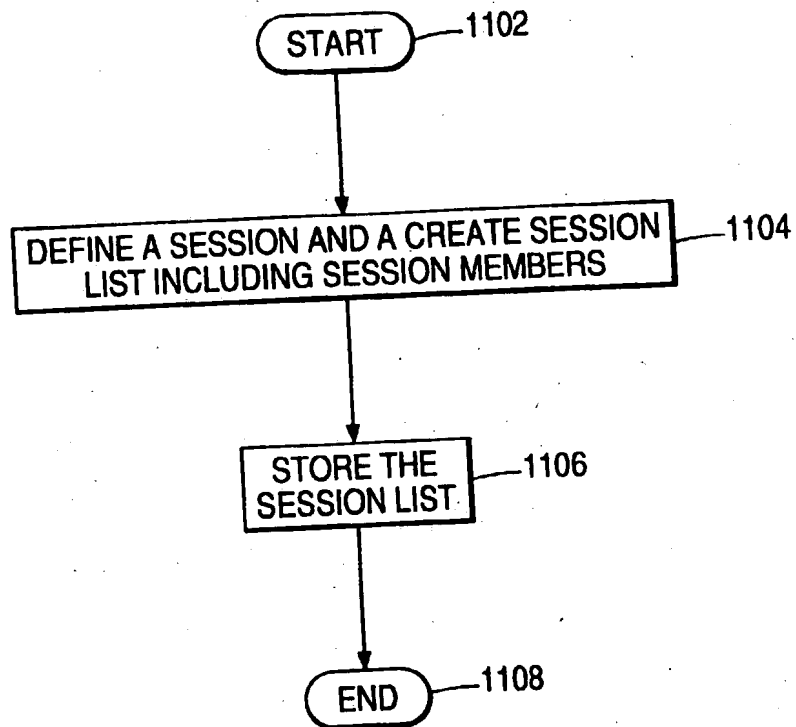 START
1102
DEFINE A SESSION AND A CREATE SESSION
LIST INCLUDING SESSION MEMBERS
1104
STORE THE
SESSION LIST
1106
END
1108